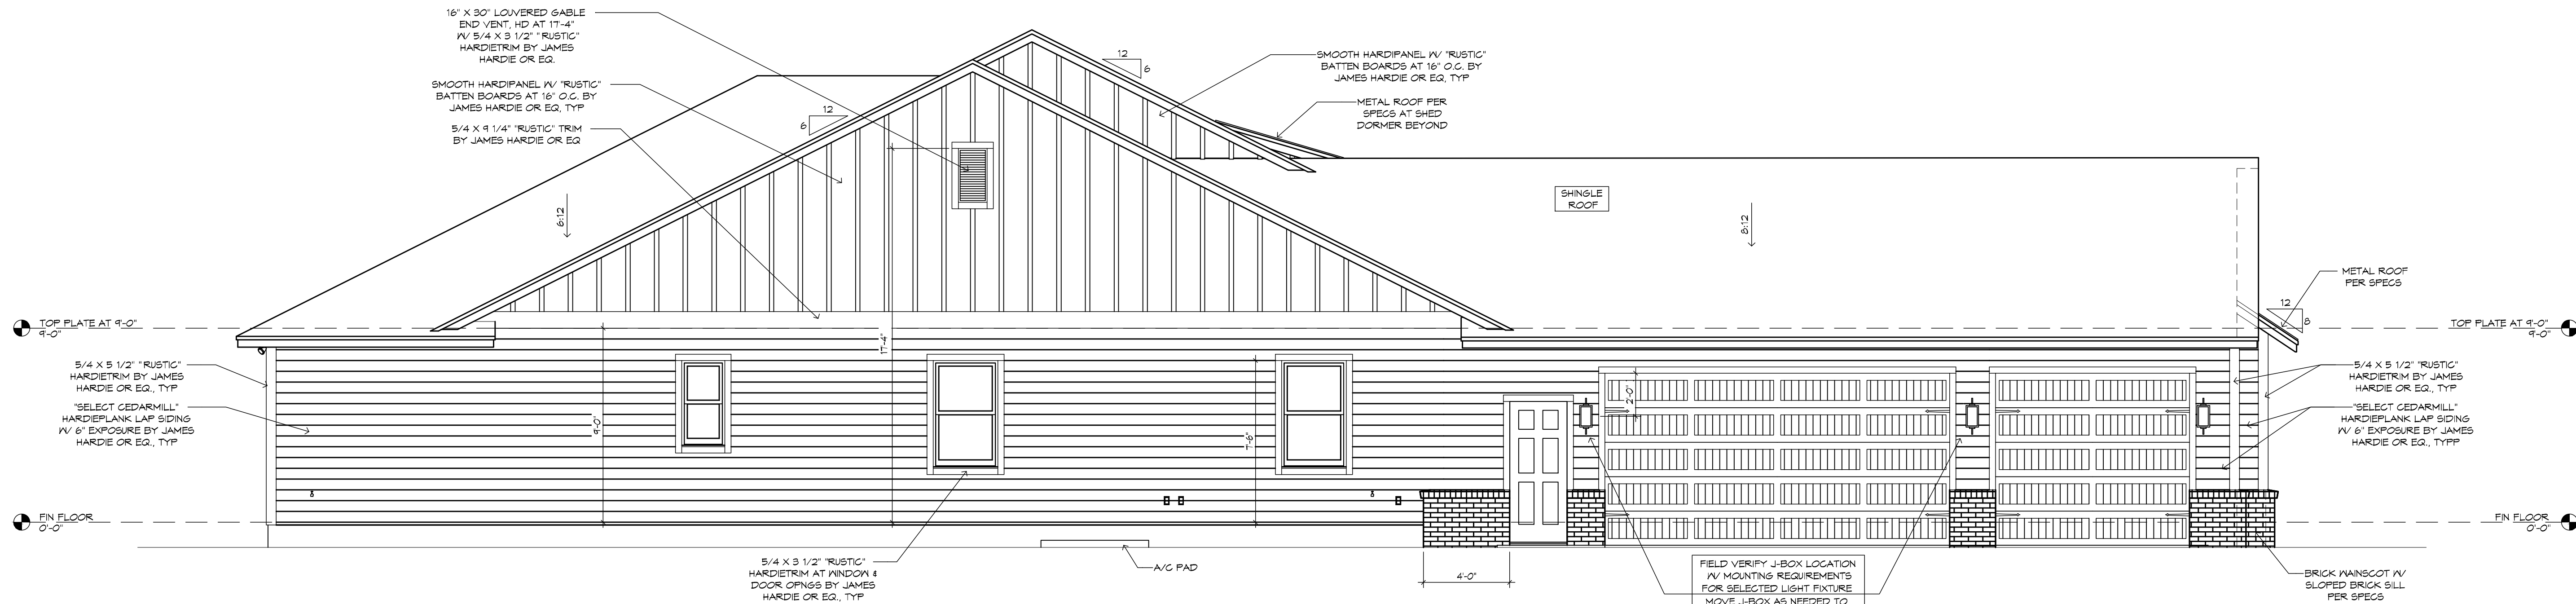 16" X 30" LOUVERED GABLE
END VENT, HD AT 17'-4"
W/ 5/4 X 3 1/2" "RUSTIC"
HARDIETRIM BY JAMES
HARDIE OR EQ.
SMOOTH HARDIPANEL W/ "RUSTIC"
BATTEN BOARDS AT 16" O.C. BY
JAMES HARDIE OR EQ, TYP
5/4 X 9 1/4" "RUSTIC" TRIM
BY JAMES HARDIE OR EQ
12
6
12
6
SMOOTH HARDIPANEL W/ "RUSTIC"
BATTEN BOARDS AT 16" O.C. BY
JAMES HARDIE OR EQ, TYP
METAL ROOF PER
SPECS AT SHED
DORMER BEYOND
6:12
SHINGLE
ROOF
8:12
METAL ROOF
PER SPECS
12
8
TOP PLATE AT 9'-0"
9'-0"
TOP PLATE AT 9'-0"
9'-0"
5/4 X 5 1/2" "RUSTIC"
HARDIETRIM BY JAMES
HARDIE OR EQ., TYP
"SELECT CEDARMILL"
HARDIEPLANK LAP SIDING
W/ 6" EXPOSURE BY JAMES
HARDIE OR EQ., TYP
9'-0"
17'-4"
7'-6"
2'-0"
5/4 X 5 1/2" "RUSTIC"
HARDIETRIM BY JAMES
HARDIE OR EQ., TYP
"SELECT CEDARMILL"
HARDIEPLANK LAP SIDING
W/ 6" EXPOSURE BY JAMES
HARDIE OR EQ., TYPP
FIN FLOOR
0'-0"
FIN FLOOR
0'-0"
5/4 X 3 1/2" "RUSTIC"
HARDIETRIM AT WINDOW &
DOOR OPNGS BY JAMES
HARDIE OR EQ., TYP
A/C PAD
4'-0"
FIELD VERIFY J-BOX LOCATION
W/ MOUNTING REQUIREMENTS
FOR SELECTED LIGHT FIXTURE
MOVE J-BOX AS NEEDED TO
BRICK WAINSCOT W/
SLOPED BRICK SILL
PER SPECS